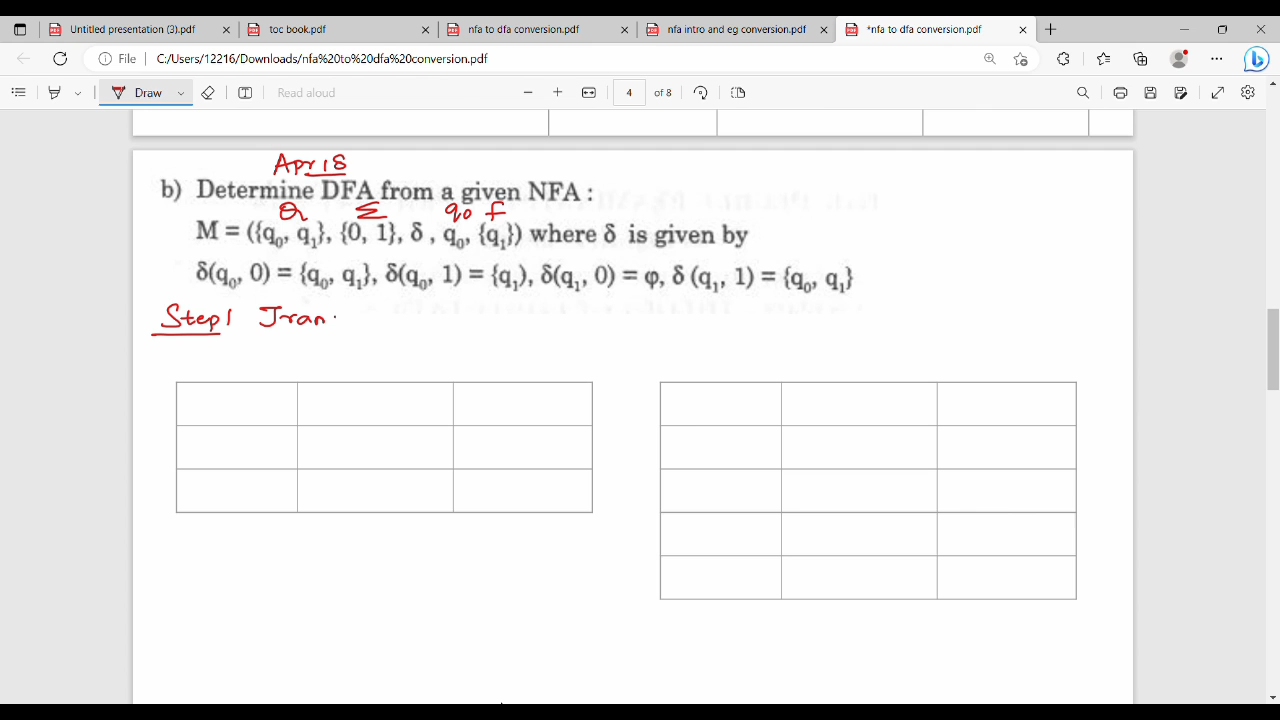 Untitled presentation (3).pdf
toc book.pdf
nfa to dfa conversion.pdf
nfa intro and eg conversion.pdf
*nfa to dfa conversion.pdf
File C:/Users/12216/Downloads/nfa%20to%20dfa%20conversion.pdf
Draw Read aloud 4 of 8
Apr 18
b) Determine DFA from a given NFA :
Q Σ q0 F
M = ({q₀, q₁}, {0, 1}, δ , q₀, {q₁}) where δ is given by
δ(q₀, 0) = {q₀, q₁}, δ(q₀, 1) = {q₁), δ(q₁, 0) = φ, δ (q₁, 1) = {q₀, q₁}
Step1 Tran